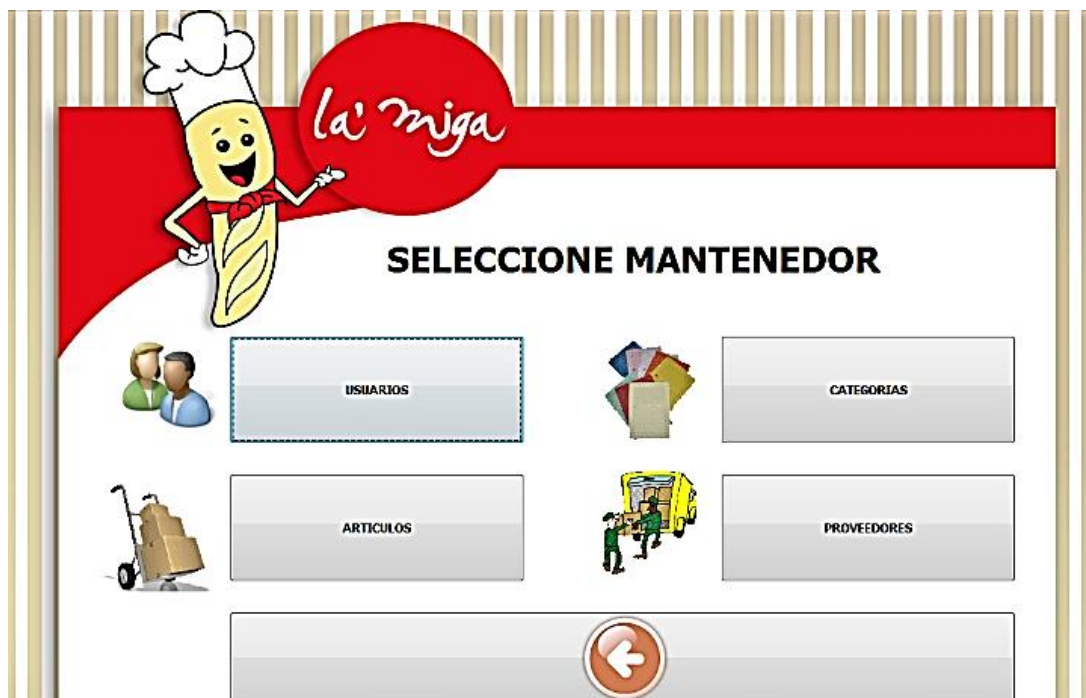 la' miga
SELECCIONE MANTENEDOR
USUARIOS
CATEGORIAS
ARTICULOS
PROVEEDORES